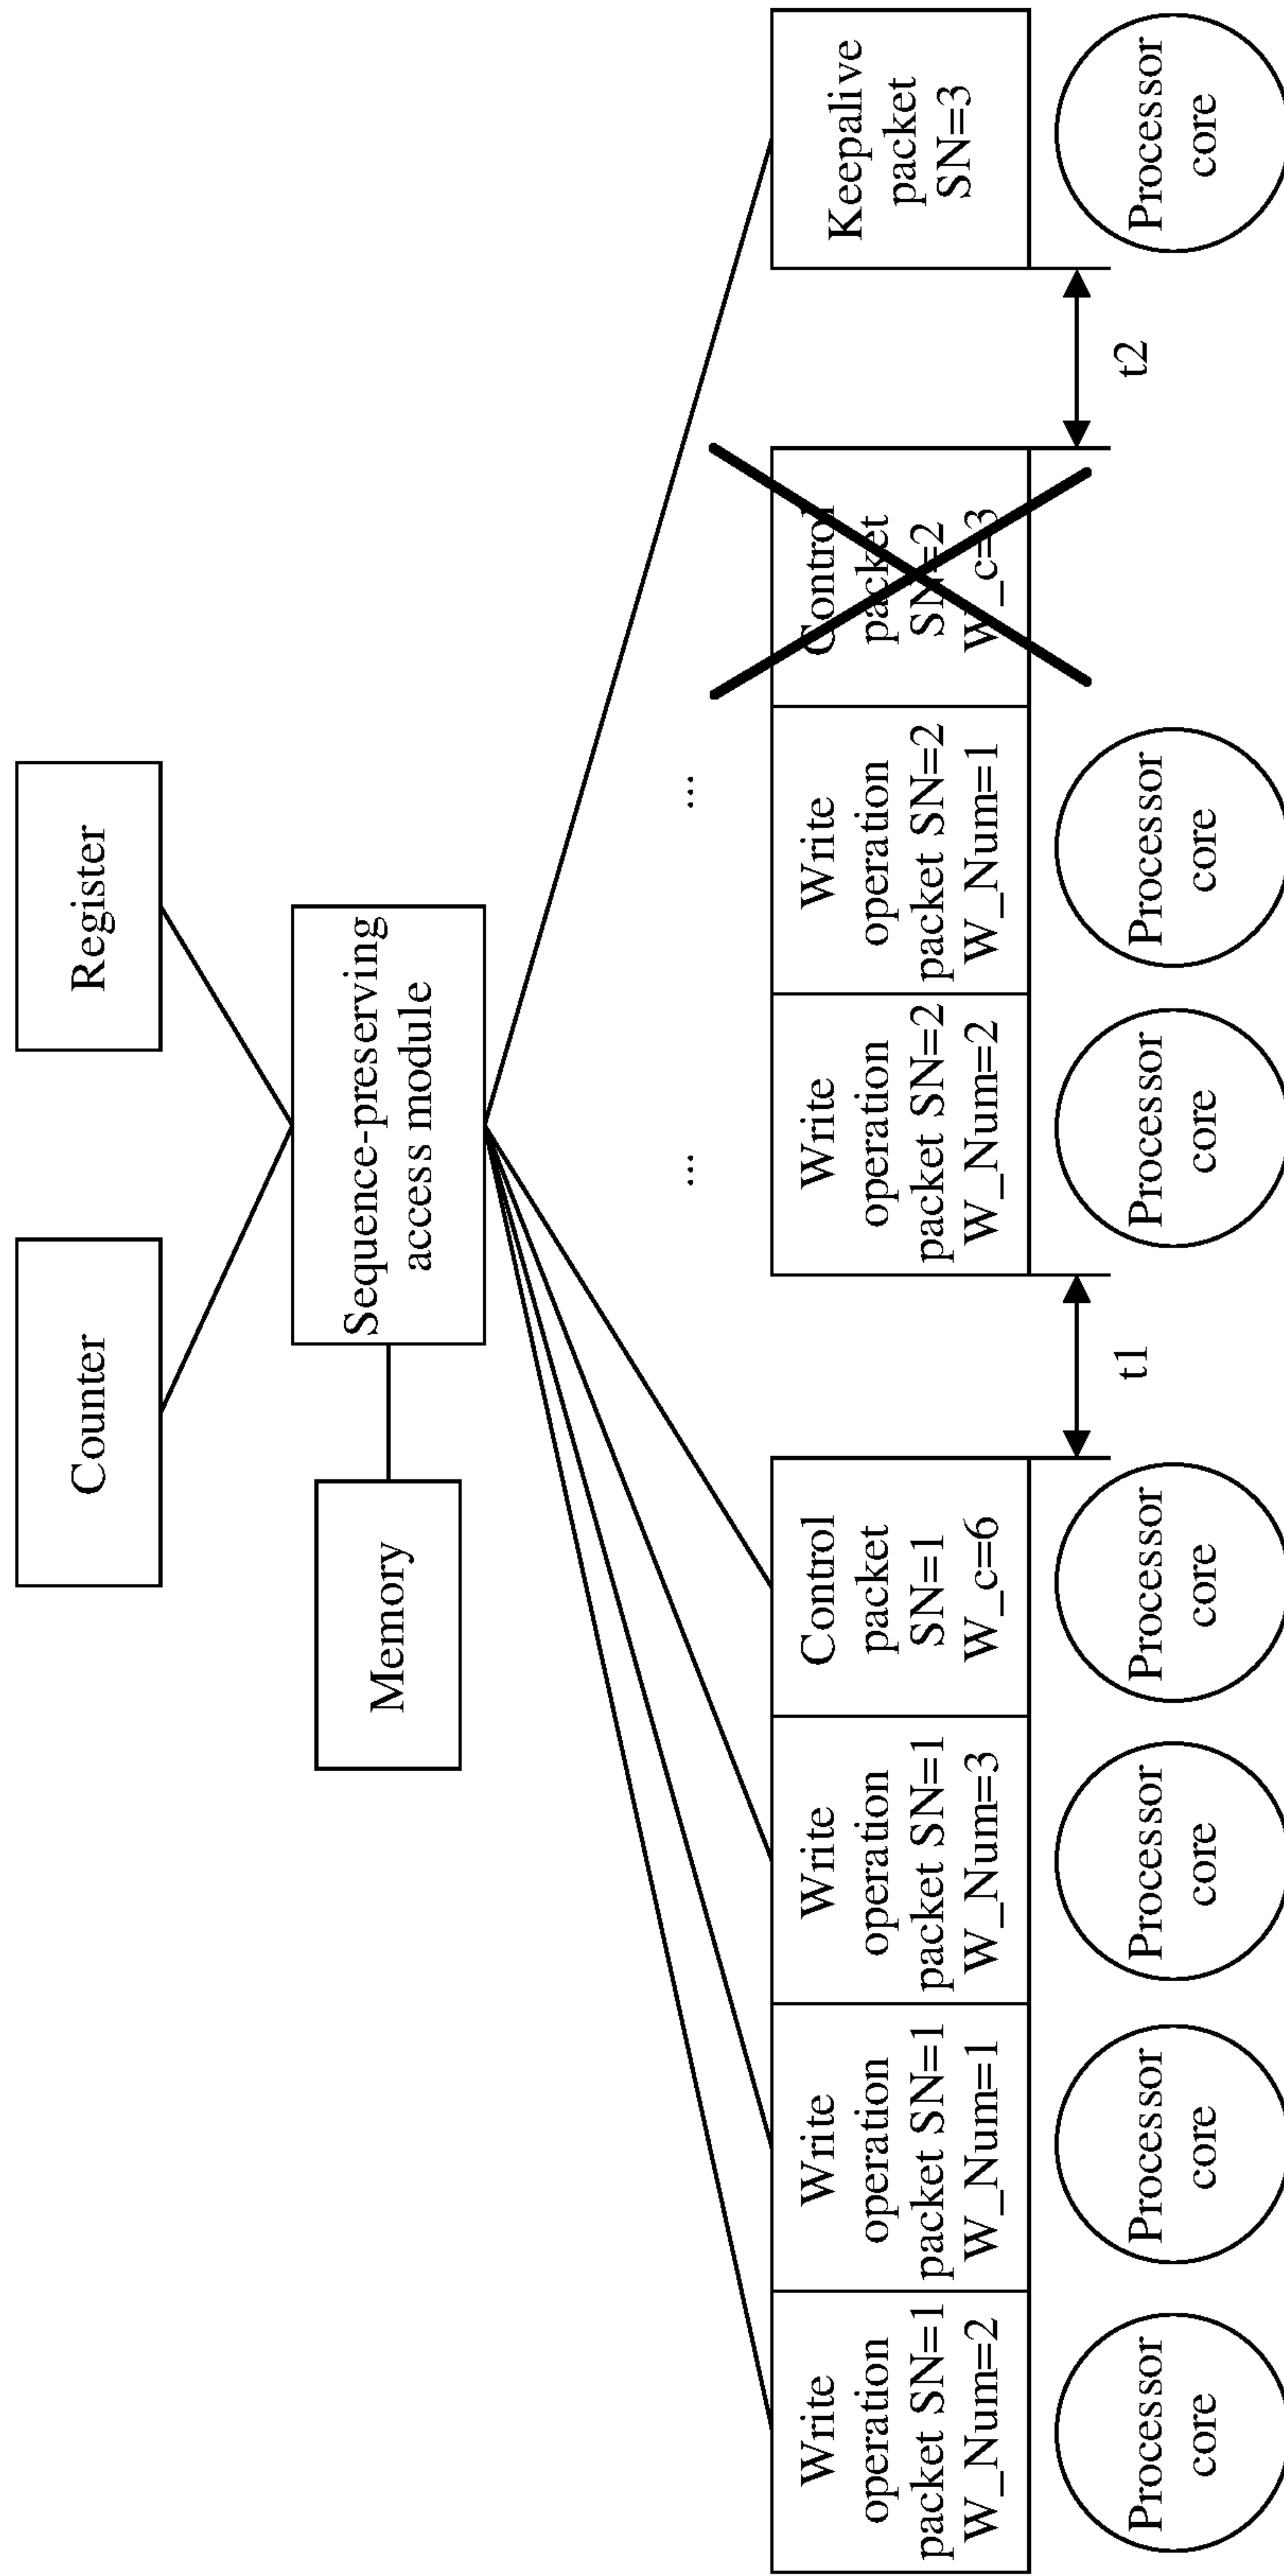 Counter
Register
Memory
Sequence-preserving
access module
...
...
Write
operation
packet SN=1
W_Num=2
Write
operation
packet SN=1
W_Num=1
Write
operation
packet SN=1
W_Num=3
Control
packet
SN=1
W_c=6
Write
operation
packet SN=2
W_Num=2
Write
operation
packet SN=2
W_Num=1
Control
packet
SN=2
W_c=3
Keepalive
packet
SN=3
t1
t2
Processor
core
Processor
core
Processor
core
Processor
core
Processor
core
Processor
core
Processor
core